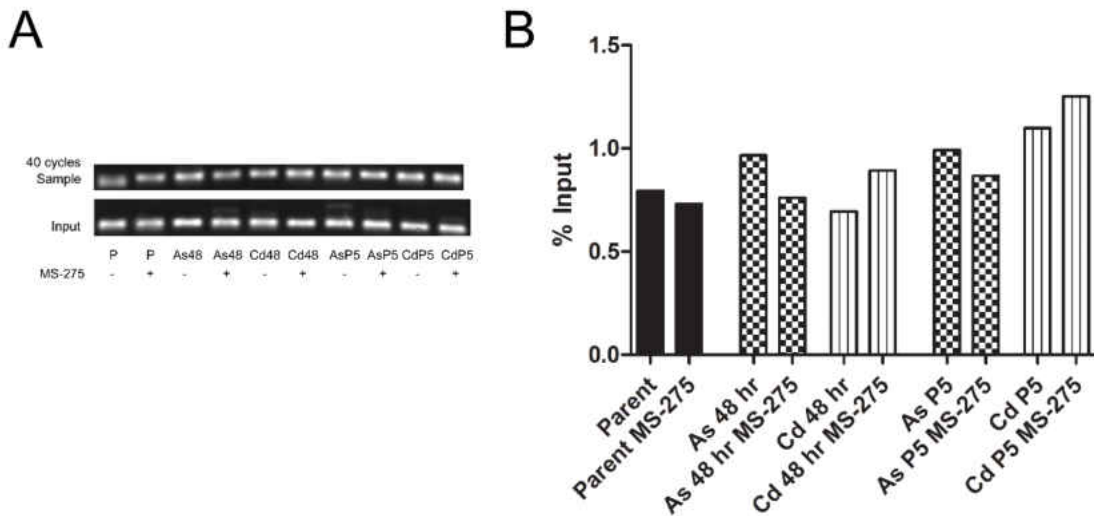 A
40 cycles
Sample
Input
P P As48 As48 Cd48 Cd48 AsP5 AsP5 CdP5 CdP5
MS-275 - + - + - + - + - +
B
% Input
1.5
1.0
0.5
0.0
Parent
Parent MS-275
As 48 hr
As 48 hr MS-275
Cd 48 hr
Cd 48 hr MS-275
As P5
As P5 MS-275
Cd P5
Cd P5 MS-275